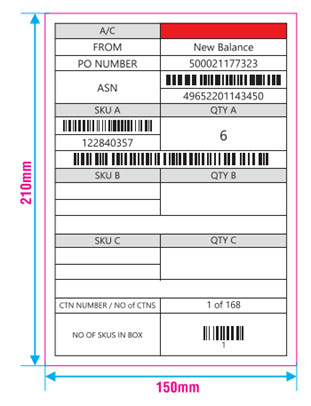 A/C
FROM New Balance
PO NUMBER 500021177323
ASN 49652201143450
SKU A QTY A
122840357 6
SKU B QTY B
SKU C QTY C
CTN NUMBER / NO of CTNS 1 of 168
NO OF SKUS IN BOX 1
210mm
150mm